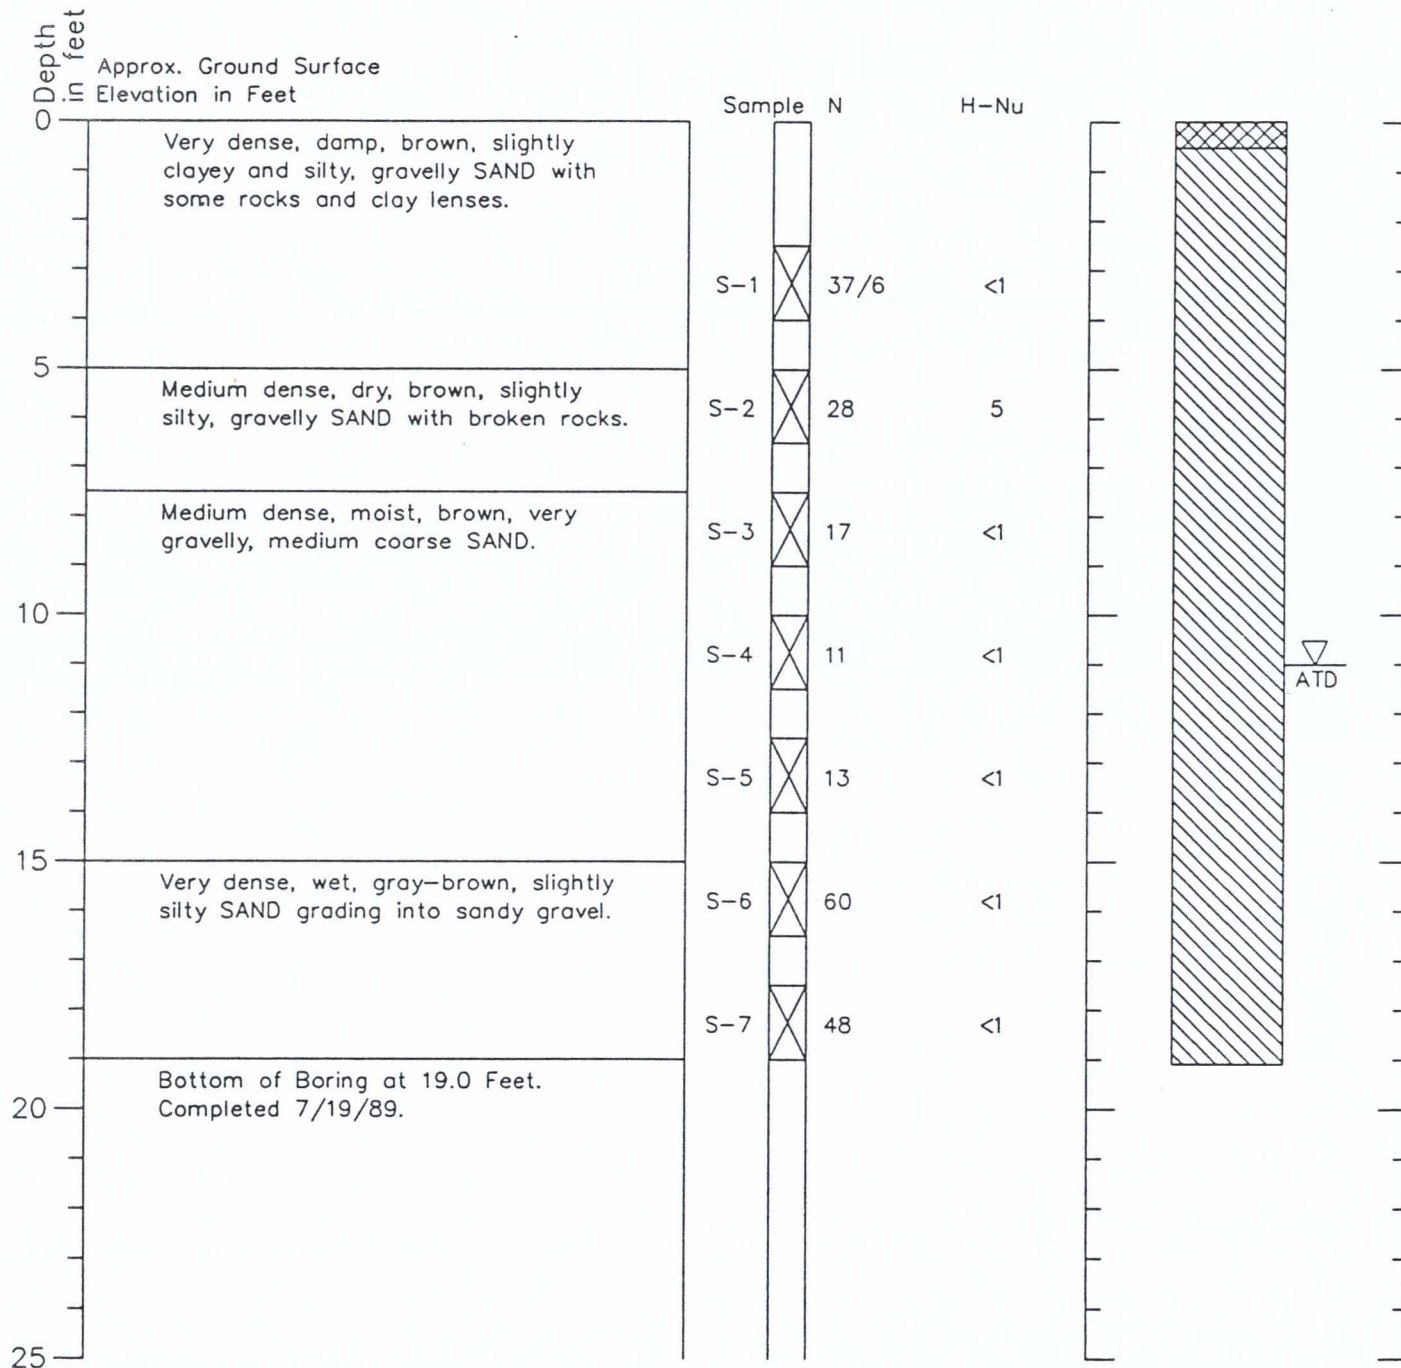 Depth
in feet
Approx. Ground Surface
Elevation in Feet
Sample N H-Nu
0
Very dense, damp, brown, slightly
clayey and silty, gravelly SAND with
some rocks and clay lenses.
S-1 37/6 <1
5
Medium dense, dry, brown, slightly
silty, gravelly SAND with broken rocks.
S-2 28 5
Medium dense, moist, brown, very
gravelly, medium coarse SAND.
S-3 17 <1
10
S-4 11 <1
ATD
S-5 13 <1
15
Very dense, wet, gray-brown, slightly
silty SAND grading into sandy gravel.
S-6 60 <1
S-7 48 <1
Bottom of Boring at 19.0 Feet.
Completed 7/19/89.
20
25